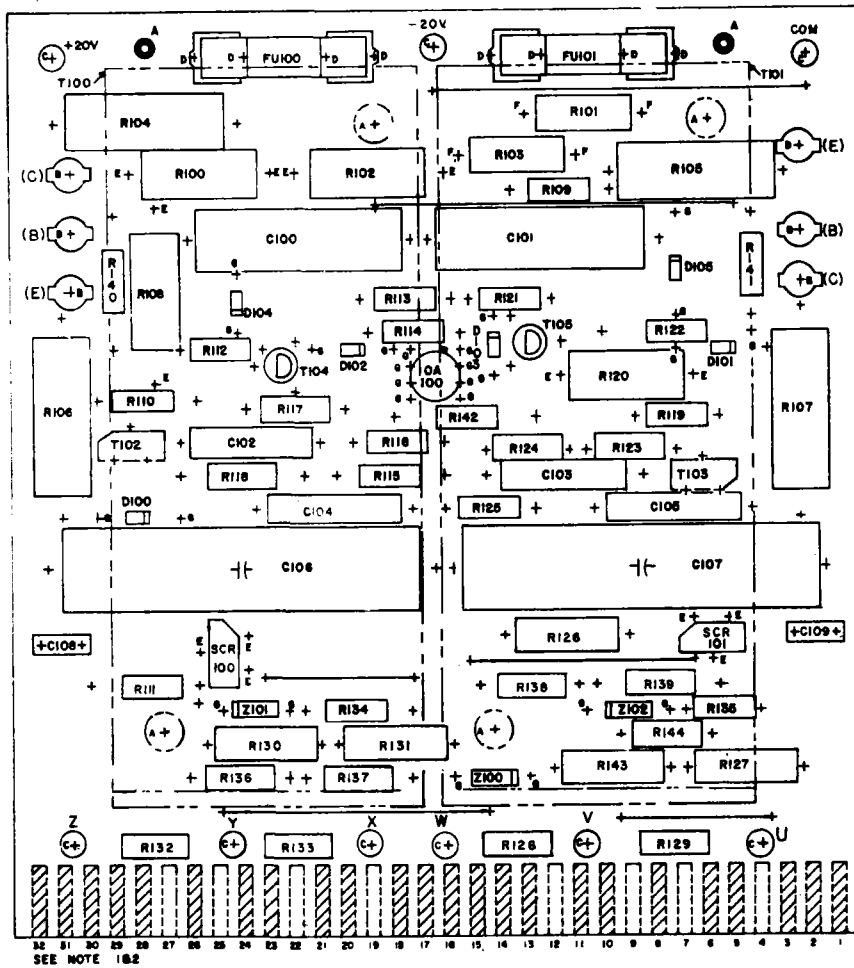 +20V A -20V A COM
D D FU100 D D D D FU101 D D
T100 T101
R104 A R101 A
F F
(C) R100 R102 R103 R109 R105 (E)
(B) C100 C101 (B)
(E) R140 R108 D104 R113 R121 D105 R141 (C)
R112 D102 R114 D103 T105 R122 D101
T104 OA 100 R120
R106 R110 R117 R142 R119 R107
T102 C102 R116 R124 R123
R118 R115 C103 T103
D100 C104 R125 C105
C106 C107
C108 SCR 100 R126 SCR 101 C109
R111 Z101 R134 R138 R139 Z102 R135
A R130 R131 A R144
R136 R137 Z100 R143 R127
Z Y X W V U
R132 R133 R126 R129
32 31 30 29 28 27 26 25 24 23 22 21 20 19 18 17 16 15 14 13 12 11 10 9 8 7 6 5 4 3 2 1
SEE NOTE 1&2